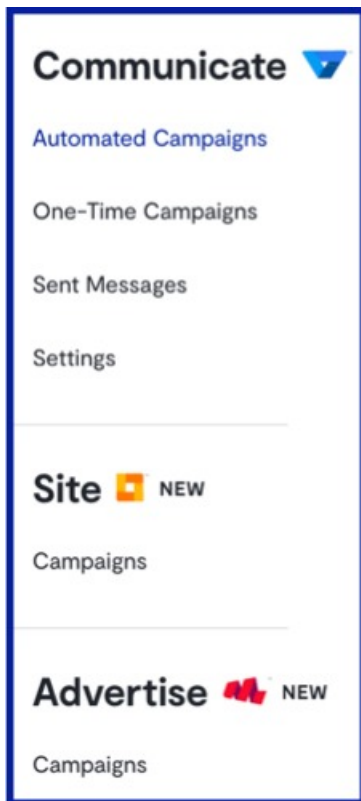 Communicate
Automated Campaigns
One-Time Campaigns
Sent Messages
Settings
Site NEW
Campaigns
Advertise NEW
Campaigns